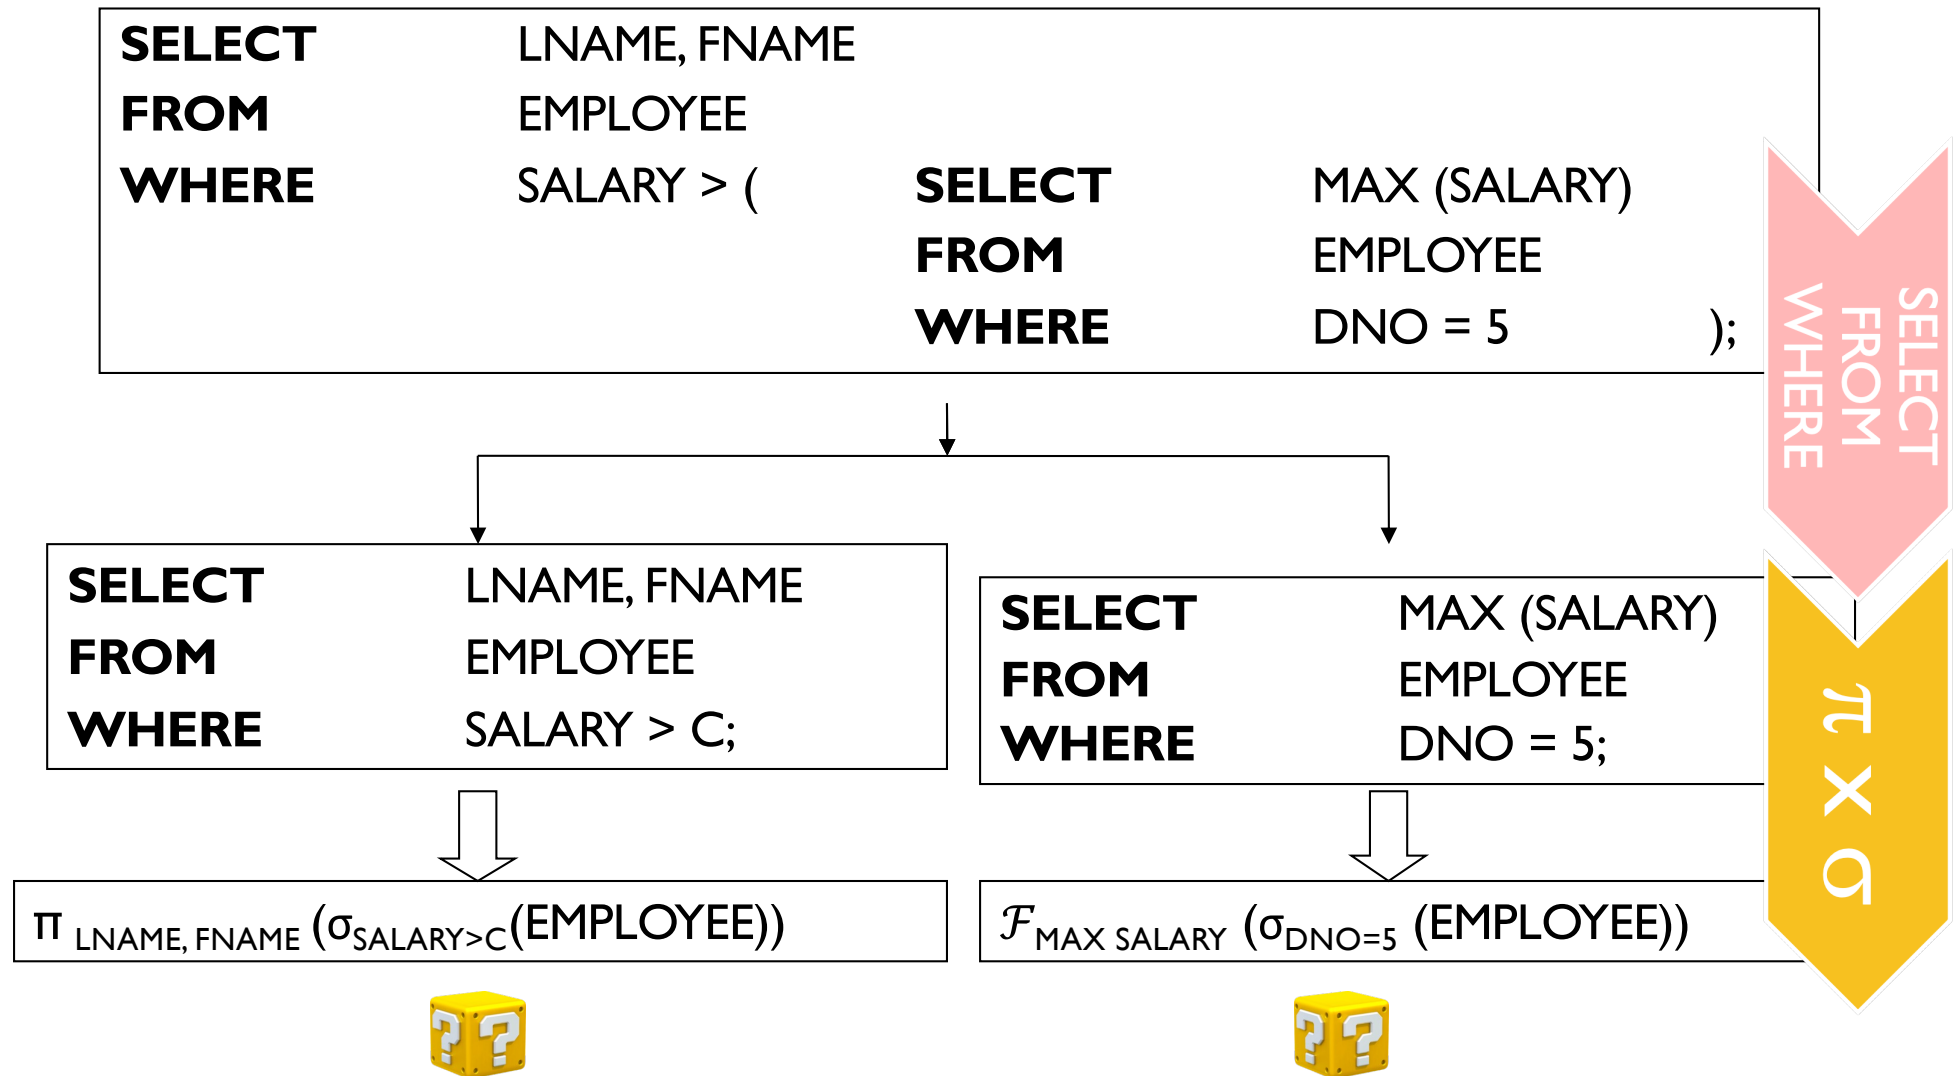 SELECT LNAME, FNAME
FROM EMPLOYEE
WHERE SALARY > ( SELECT MAX (SALARY)
FROM EMPLOYEE
WHERE DNO = 5 );
SELECT
FROM
WHERE
SELECT LNAME, FNAME
FROM EMPLOYEE
WHERE SALARY > C;
SELECT MAX (SALARY)
FROM EMPLOYEE
WHERE DNO = 5;
π x σ
π LNAME, FNAME (σSALARY>C(EMPLOYEE))
ℱMAX SALARY (σDNO=5 (EMPLOYEE))
? ?
? ?